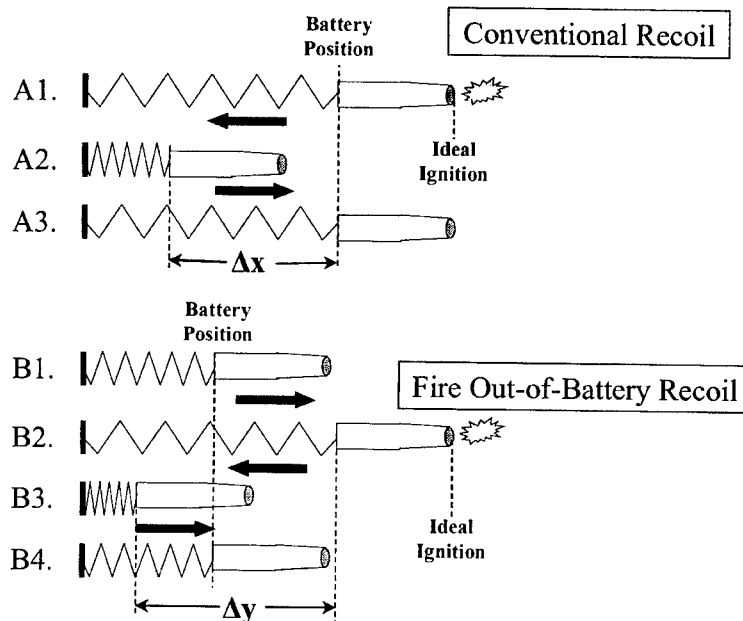 Battery
Position
Conventional Recoil
A1.
Ideal
Ignition
A2.
A3.
Δx
Battery
Position
B1.
Fire Out-of-Battery Recoil
B2.
B3.
Ideal
Ignition
B4.
Δy